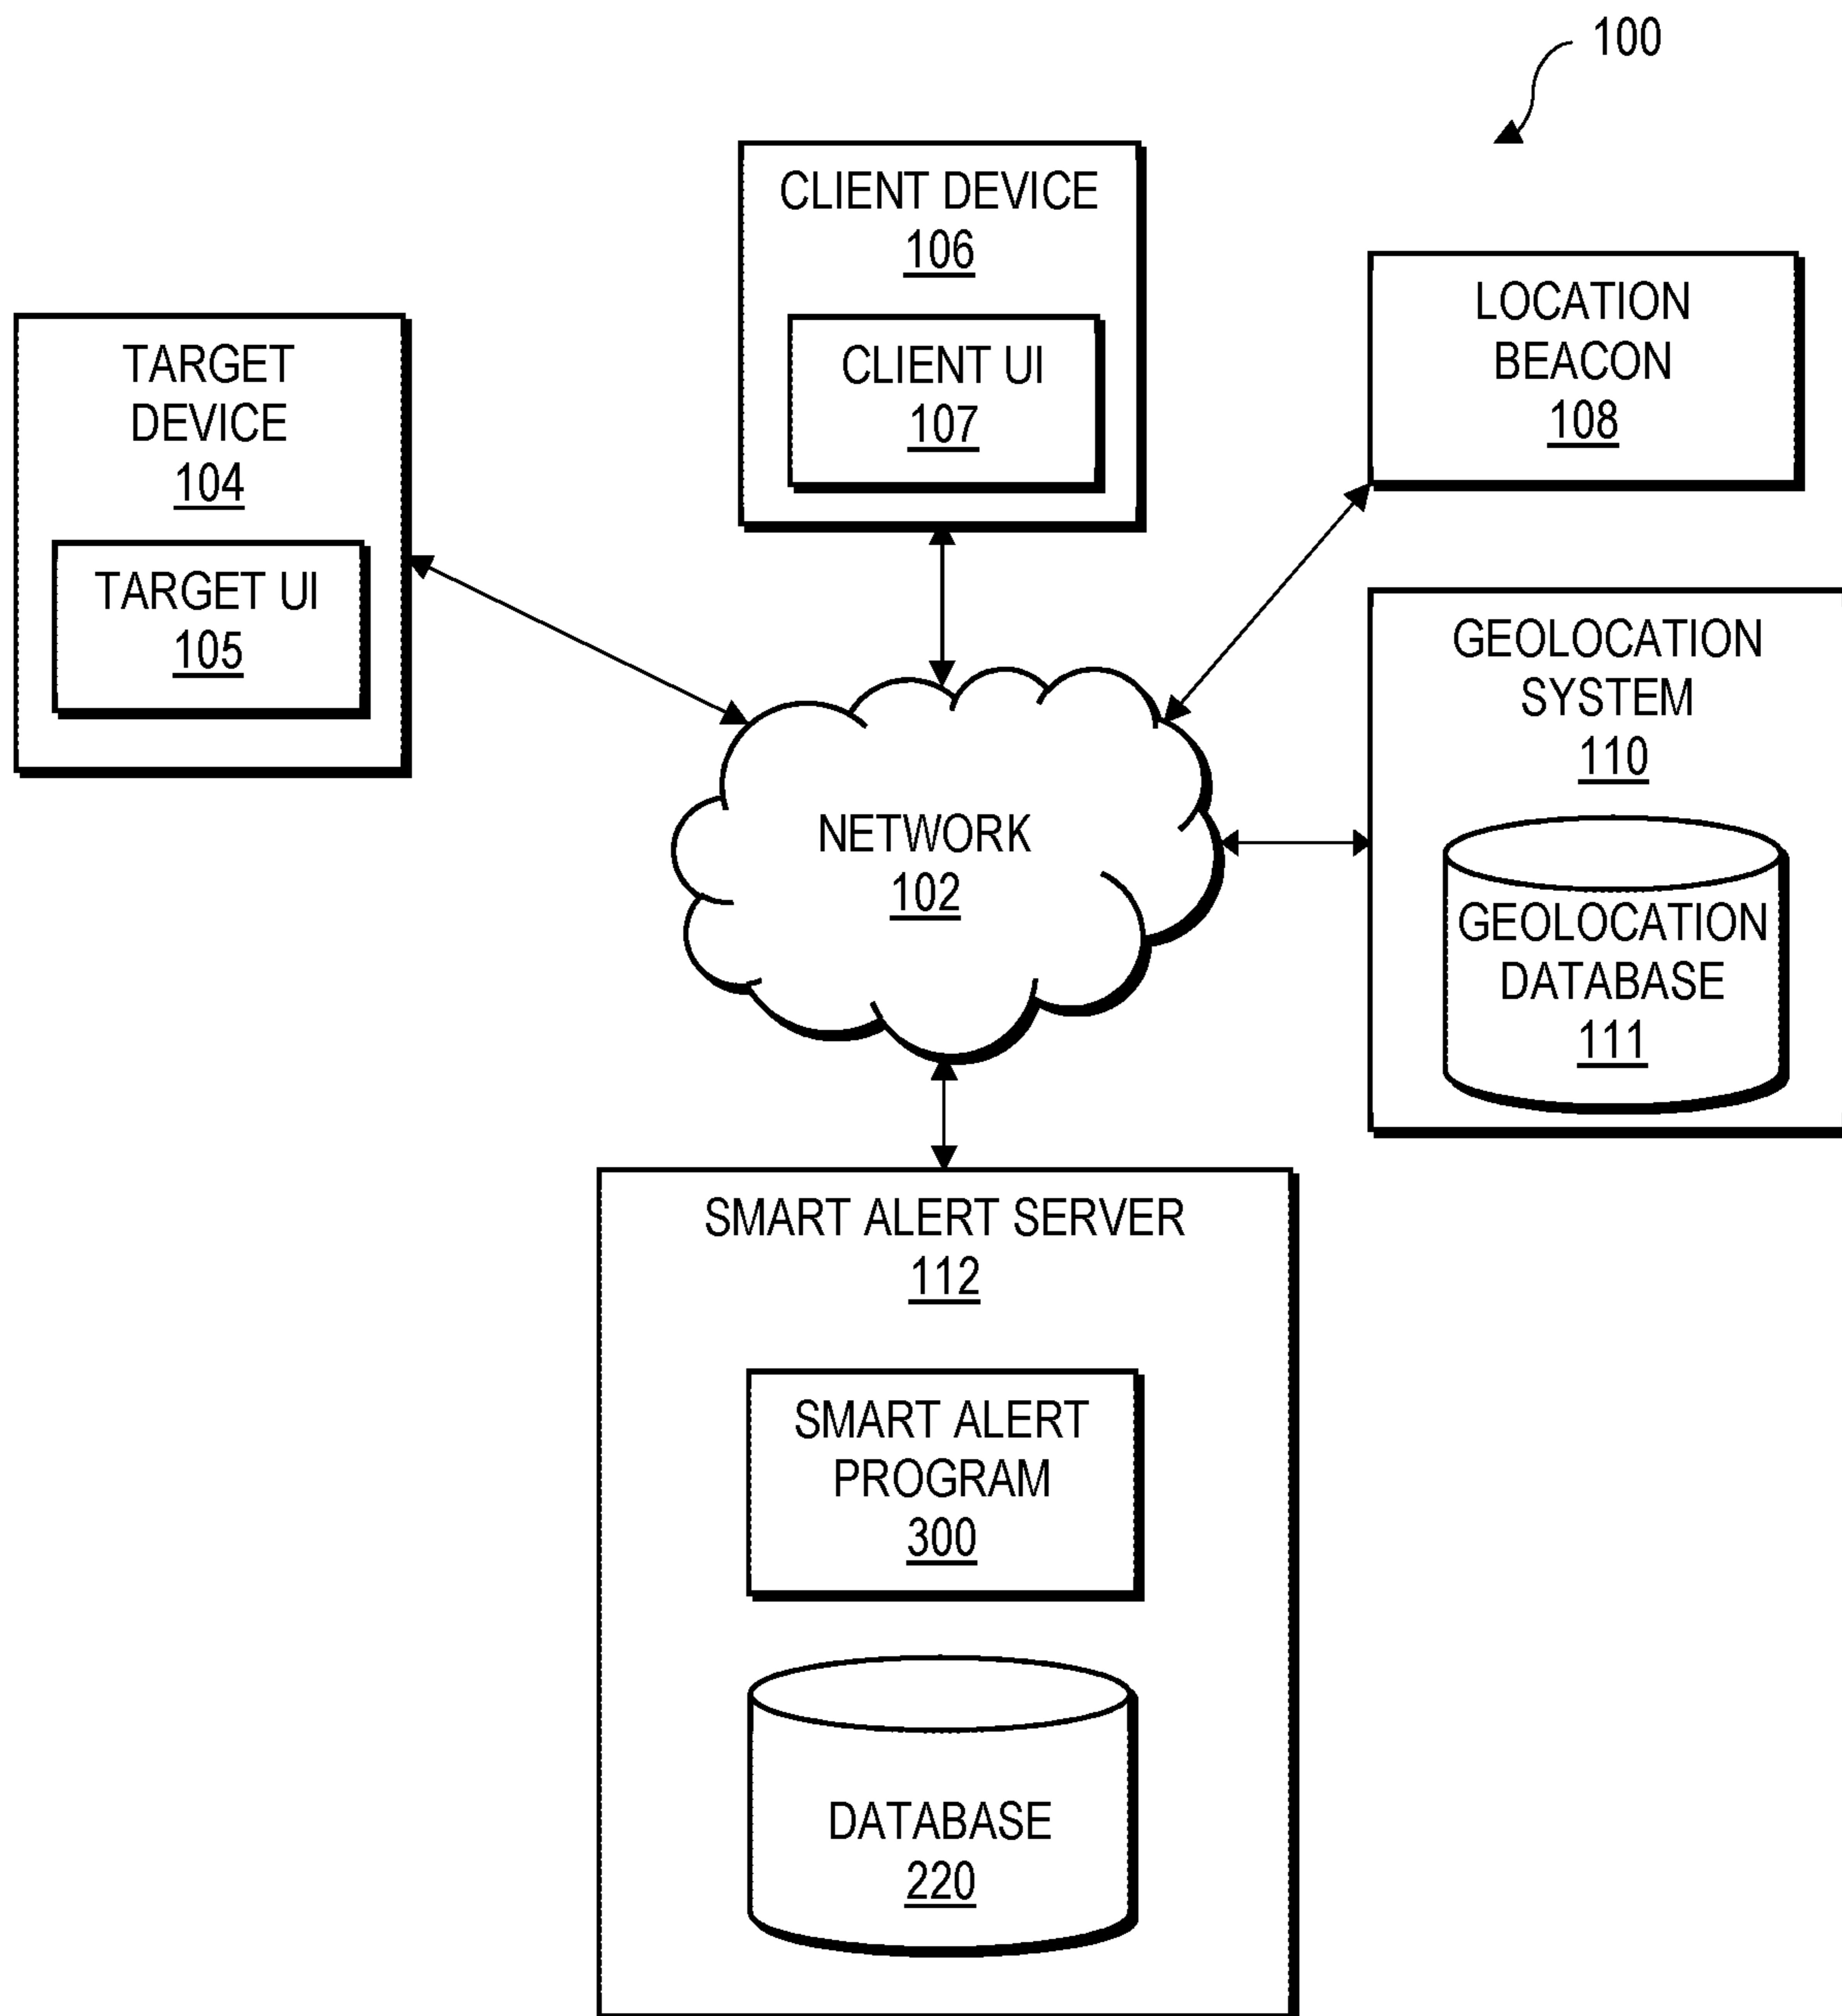 100
CLIENT DEVICE
106
CLIENT UI
107
LOCATION
BEACON
108
TARGET
DEVICE
104
TARGET UI
105
GEOLOCATION
SYSTEM
110
GEOLOCATION
DATABASE
111
NETWORK
102
SMART ALERT SERVER
112
SMART ALERT
PROGRAM
300
DATABASE
220